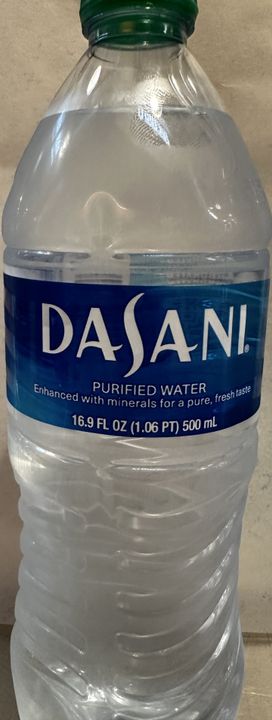 DASANI®
PURIFIED WATER
Enhanced with minerals for a pure, fresh taste
16.9 FL OZ (1.06 PT) 500 mL